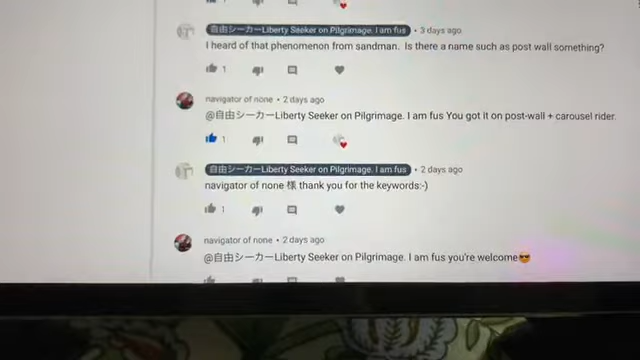 自由シーカーLiberty Seeker on Pilgrimage. I am fus • 3 days ago
I heard of that phenomenon from sandman. Is there a name such as post wall something?
1
navigator of none • 2 days ago
@自由シーカーLiberty Seeker on Pilgrimage. I am fus You got it on post-wall + carousel rider.
1
自由シーカーLiberty Seeker on Pilgrimage. I am fus • 2 days ago
navigator of none 様 thank you for the keywords:-)
1
navigator of none • 2 days ago
@自由シーカーLiberty Seeker on Pilgrimage. I am fus you're welcome😎